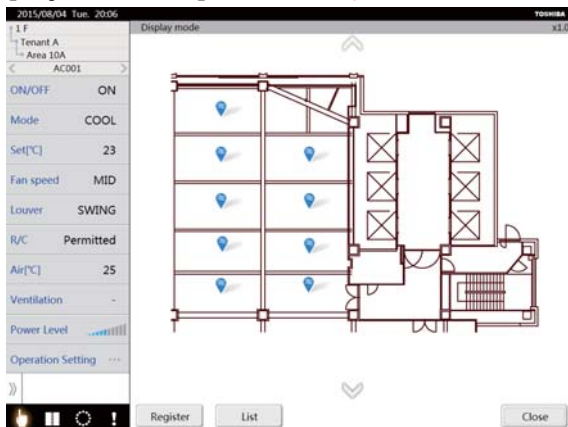 2015/08/04 Tue. 20:06
TOSHIBA
1 F
Tenant A
Area 10A
< AC001 >
ON/OFF ON
Mode COOL
Set[℃] 23
Fan speed MID
Louver SWING
R/C Permitted
Air[℃] 25
Ventilation -
Power Level
Operation Setting ...
Display mode
x1.0
Register
List
Close